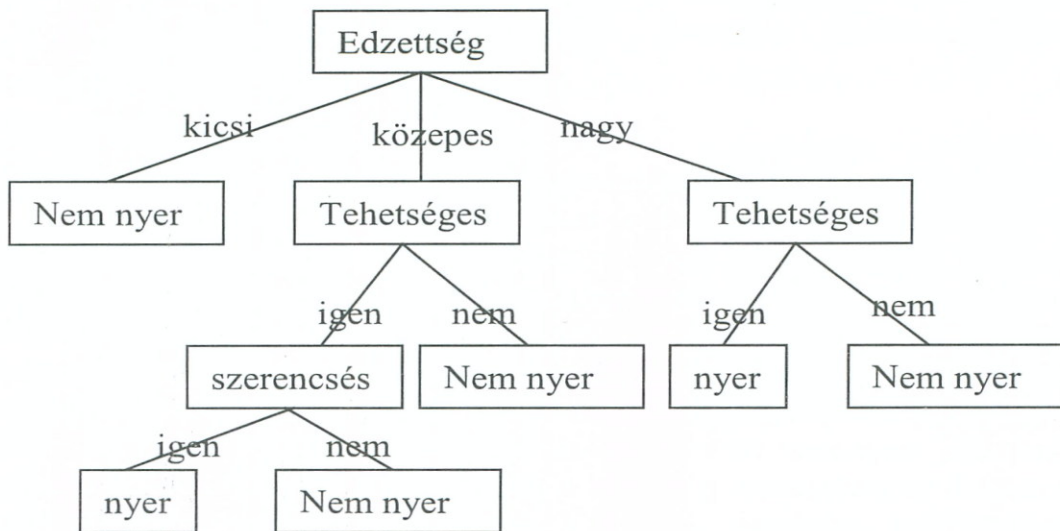 Edzettség
kicsi közepes nagy
Nem nyer Tehetséges Tehetséges
igen nem igen nem
szerencsés Nem nyer nyer Nem nyer
igen nem
nyer Nem nyer